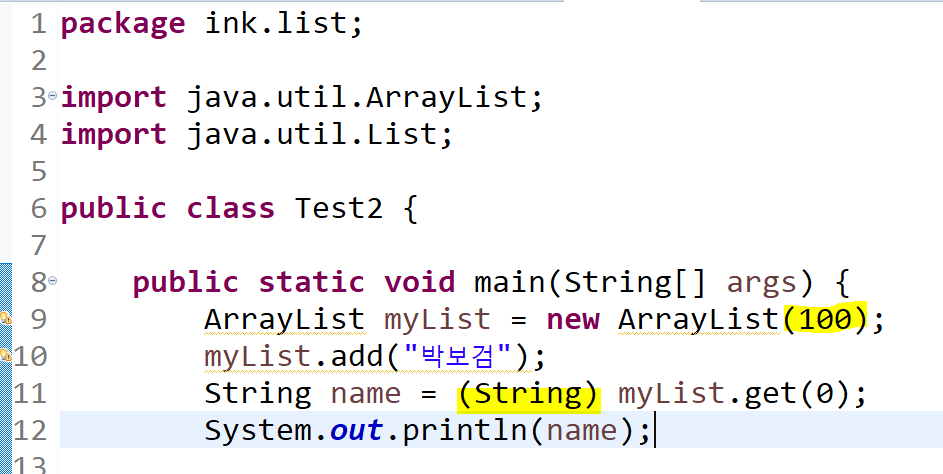 1 package ink.list;
2
3 import java.util.ArrayList;
4 import java.util.List;
5
6 public class Test2 {
7
8 public static void main(String[] args) {
9 ArrayList myList = new ArrayList(100);
10 myList.add("박보검");
11 String name = (String) myList.get(0);
12 System.out.println(name);
13